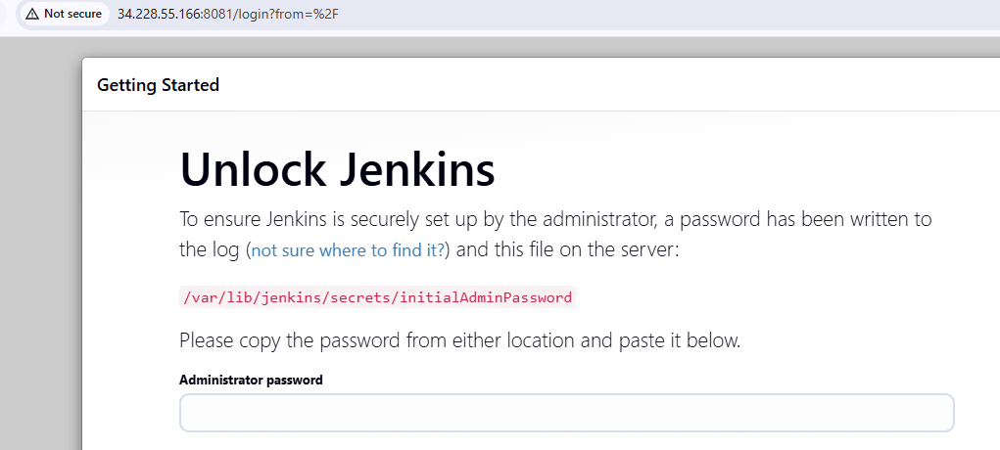 Not secure 34.228.55.166:8081/login?from=%2F
Getting Started
Unlock Jenkins
To ensure Jenkins is securely set up by the administrator, a password has been written to
the log (not sure where to find it?) and this file on the server:
/var/lib/jenkins/secrets/initialAdminPassword
Please copy the password from either location and paste it below.
Administrator password